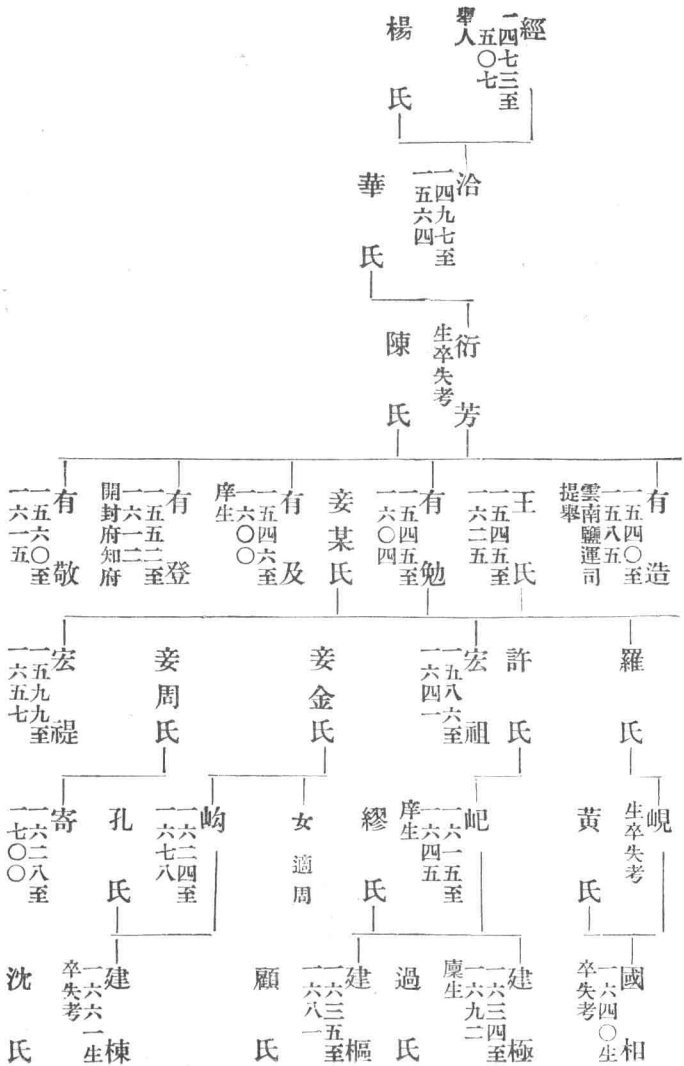 經
一四七三至
一五〇七
舉人
楊氏
洽
一四九七至
一五六四
華氏
衍芳
生卒失考
陳氏
有造
一五四〇至
一五八五
雲南鹽運司
提舉
王氏
一五四五至
一六二五
有勉
一五四五至
一六〇四
妾某氏
有及
一五四六至
一六〇〇
庠生
有登
一五五二至
一六一二
開封府知府
有敬
一五六〇至
一六一五
羅氏
許氏
宏祖
一五八六至
一六四一
妾金氏
妾周氏
宏禔
一五九九至
一六五七
峴
生卒失考
黃氏
屺
一六一五至
一六四五
庠生
繆氏
女適周
岣
一六二四至
一六七八
孔氏
寄
一六二八至
一七〇〇
國相
一六四〇生
卒失考
建極
一六三四至
一六九二
廩生
過氏
建樞
一六三五至
一六八一
顧氏
建棟
一六六一生
卒失考
沈氏